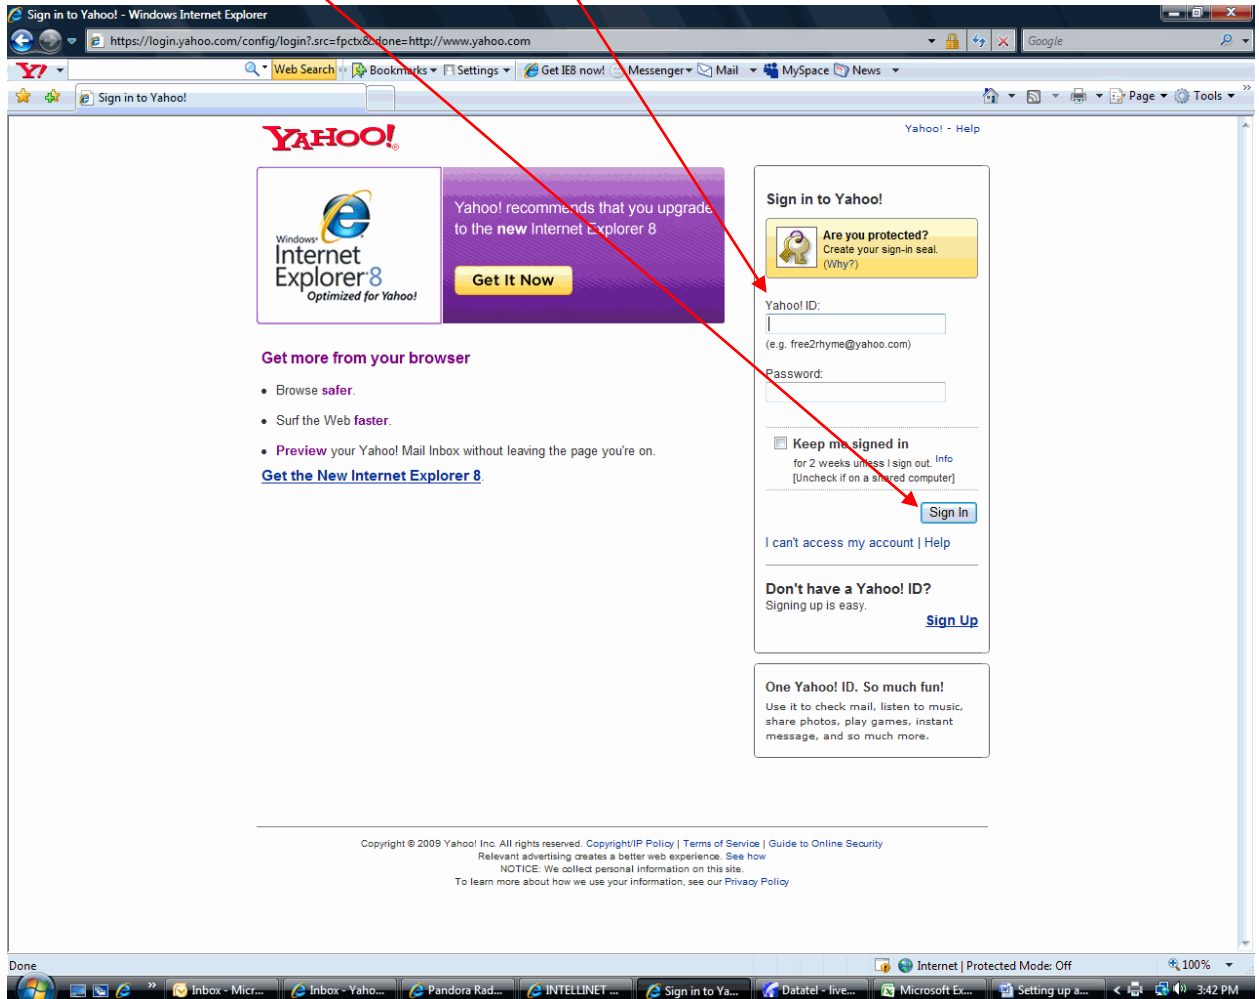 Sign in to Yahoo! - Windows Internet Explorer
https://login.yahoo.com/config/login?.src=fpctx&.done=http://www.yahoo.com
Google
Y! Web Search Bookmarks Settings Get IE8 now! Messenger Mail MySpace News
Sign in to Yahoo!
Page Tools
YAHOO!
Yahoo! - Help
Windows
Internet
Explorer 8
Optimized for Yahoo!
Yahoo! recommends that you upgrade
to the new Internet Explorer 8
Get It Now
Get more from your browser
• Browse safer.
• Surf the Web faster.
• Preview your Yahoo! Mail Inbox without leaving the page you're on.
Get the New Internet Explorer 8.
Sign in to Yahoo!
Are you protected?
Create your sign-in seal.
(Why?)
Yahoo! ID:
(e.g. free2rhyme@yahoo.com)
Password:
Keep me signed in
for 2 weeks unless I sign out. Info
[Uncheck if on a shared computer]
Sign In
I can't access my account | Help
Don't have a Yahoo! ID?
Signing up is easy.
Sign Up
One Yahoo! ID. So much fun!
Use it to check mail, listen to music,
share photos, play games, instant
message, and so much more.
Copyright © 2009 Yahoo! Inc. All rights reserved. Copyright/IP Policy | Terms of Service | Guide to Online Security
Relevant advertising creates a better web experience. See how
NOTICE: We collect personal information on this site.
To learn more about how we use your information, see our Privacy Policy
Done
Internet | Protected Mode: Off
100%
Inbox - Micr... Inbox - Yaho... Pandora Rad... INTELLINET ... Sign in to Ya... Datatel - live... Microsoft Ex... Setting up a... 3:42 PM